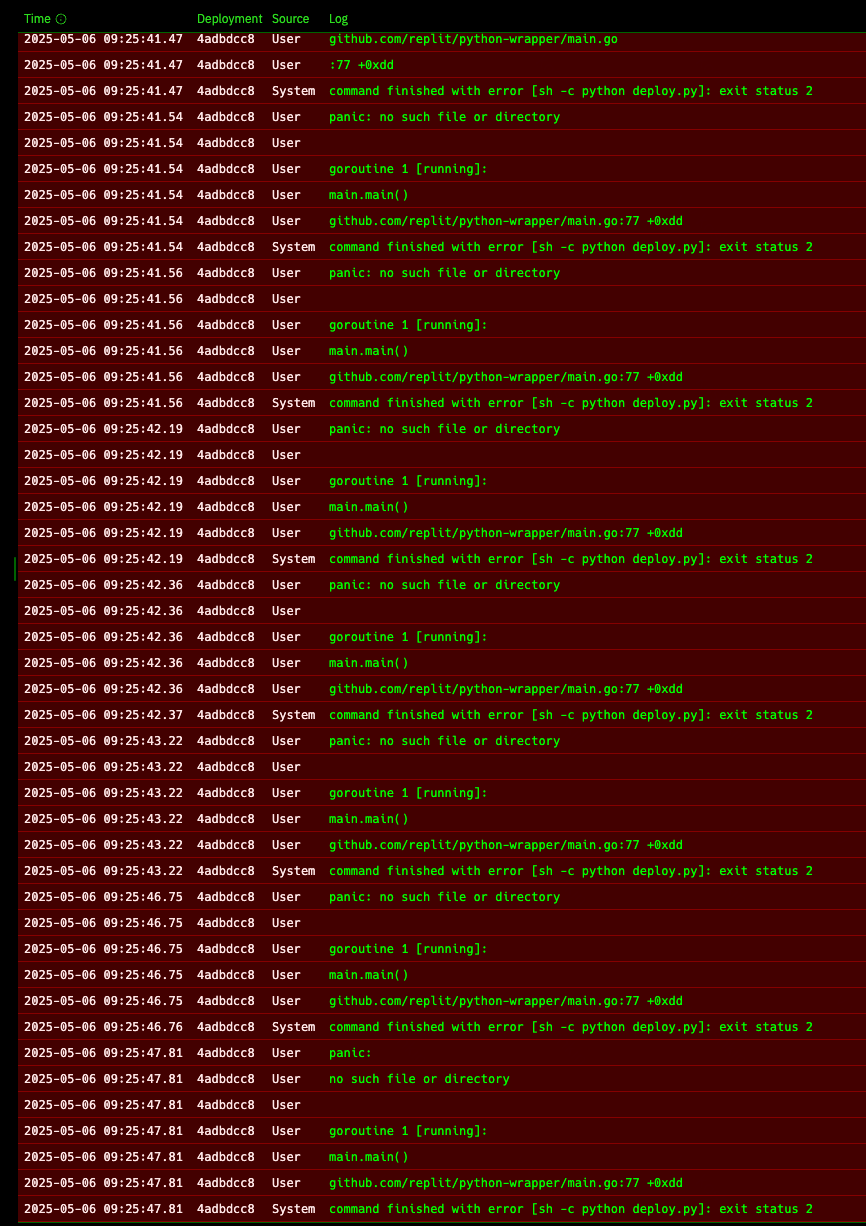 Time Deployment Source Log
2025-05-06 09:25:41.47 4adbdcc8 User github.com/replit/python-wrapper/main.go
2025-05-06 09:25:41.47 4adbdcc8 User :77 +0xdd
2025-05-06 09:25:41.47 4adbdcc8 System command finished with error [sh -c python deploy.py]: exit status 2
2025-05-06 09:25:41.54 4adbdcc8 User panic: no such file or directory
2025-05-06 09:25:41.54 4adbdcc8 User
2025-05-06 09:25:41.54 4adbdcc8 User goroutine 1 [running]:
2025-05-06 09:25:41.54 4adbdcc8 User main.main()
2025-05-06 09:25:41.54 4adbdcc8 User github.com/replit/python-wrapper/main.go:77 +0xdd
2025-05-06 09:25:41.54 4adbdcc8 System command finished with error [sh -c python deploy.py]: exit status 2
2025-05-06 09:25:41.56 4adbdcc8 User panic: no such file or directory
2025-05-06 09:25:41.56 4adbdcc8 User
2025-05-06 09:25:41.56 4adbdcc8 User goroutine 1 [running]:
2025-05-06 09:25:41.56 4adbdcc8 User main.main()
2025-05-06 09:25:41.56 4adbdcc8 User github.com/replit/python-wrapper/main.go:77 +0xdd
2025-05-06 09:25:41.56 4adbdcc8 System command finished with error [sh -c python deploy.py]: exit status 2
2025-05-06 09:25:42.19 4adbdcc8 User panic: no such file or directory
2025-05-06 09:25:42.19 4adbdcc8 User
2025-05-06 09:25:42.19 4adbdcc8 User goroutine 1 [running]:
2025-05-06 09:25:42.19 4adbdcc8 User main.main()
2025-05-06 09:25:42.19 4adbdcc8 User github.com/replit/python-wrapper/main.go:77 +0xdd
2025-05-06 09:25:42.19 4adbdcc8 System command finished with error [sh -c python deploy.py]: exit status 2
2025-05-06 09:25:42.36 4adbdcc8 User panic: no such file or directory
2025-05-06 09:25:42.36 4adbdcc8 User
2025-05-06 09:25:42.36 4adbdcc8 User goroutine 1 [running]:
2025-05-06 09:25:42.36 4adbdcc8 User main.main()
2025-05-06 09:25:42.36 4adbdcc8 User github.com/replit/python-wrapper/main.go:77 +0xdd
2025-05-06 09:25:42.37 4adbdcc8 System command finished with error [sh -c python deploy.py]: exit status 2
2025-05-06 09:25:43.22 4adbdcc8 User panic: no such file or directory
2025-05-06 09:25:43.22 4adbdcc8 User
2025-05-06 09:25:43.22 4adbdcc8 User goroutine 1 [running]:
2025-05-06 09:25:43.22 4adbdcc8 User main.main()
2025-05-06 09:25:43.22 4adbdcc8 User github.com/replit/python-wrapper/main.go:77 +0xdd
2025-05-06 09:25:43.22 4adbdcc8 System command finished with error [sh -c python deploy.py]: exit status 2
2025-05-06 09:25:46.75 4adbdcc8 User panic: no such file or directory
2025-05-06 09:25:46.75 4adbdcc8 User
2025-05-06 09:25:46.75 4adbdcc8 User goroutine 1 [running]:
2025-05-06 09:25:46.75 4adbdcc8 User main.main()
2025-05-06 09:25:46.75 4adbdcc8 User github.com/replit/python-wrapper/main.go:77 +0xdd
2025-05-06 09:25:46.76 4adbdcc8 System command finished with error [sh -c python deploy.py]: exit status 2
2025-05-06 09:25:47.81 4adbdcc8 User panic:
2025-05-06 09:25:47.81 4adbdcc8 User no such file or directory
2025-05-06 09:25:47.81 4adbdcc8 User
2025-05-06 09:25:47.81 4adbdcc8 User goroutine 1 [running]:
2025-05-06 09:25:47.81 4adbdcc8 User main.main()
2025-05-06 09:25:47.81 4adbdcc8 User github.com/replit/python-wrapper/main.go:77 +0xdd
2025-05-06 09:25:47.81 4adbdcc8 System command finished with error [sh -c python deploy.py]: exit status 2